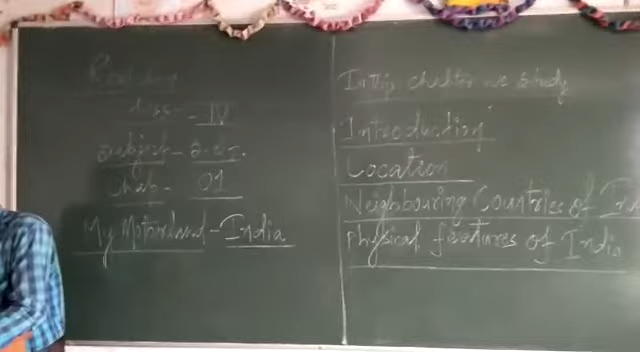 class - IV
Subject - S.St.
Chap - 01
My Motherland - India
In this chapter we study
Introduction
Location
Neighbouring Countries of
Physical features of India